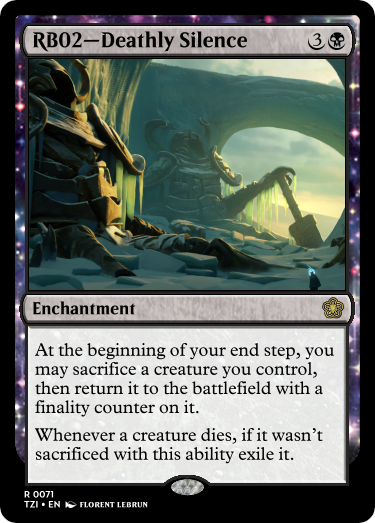 RB02—Deathly Silence 3
Enchantment
At the beginning of your end step, you
may sacrifice a creature you control,
then return it to the battlefield with a
finality counter on it.
Whenever a creature dies, if it wasn't
sacrificed with this ability exile it.
R 0071
TZI • EN FLORENT LEBRUN